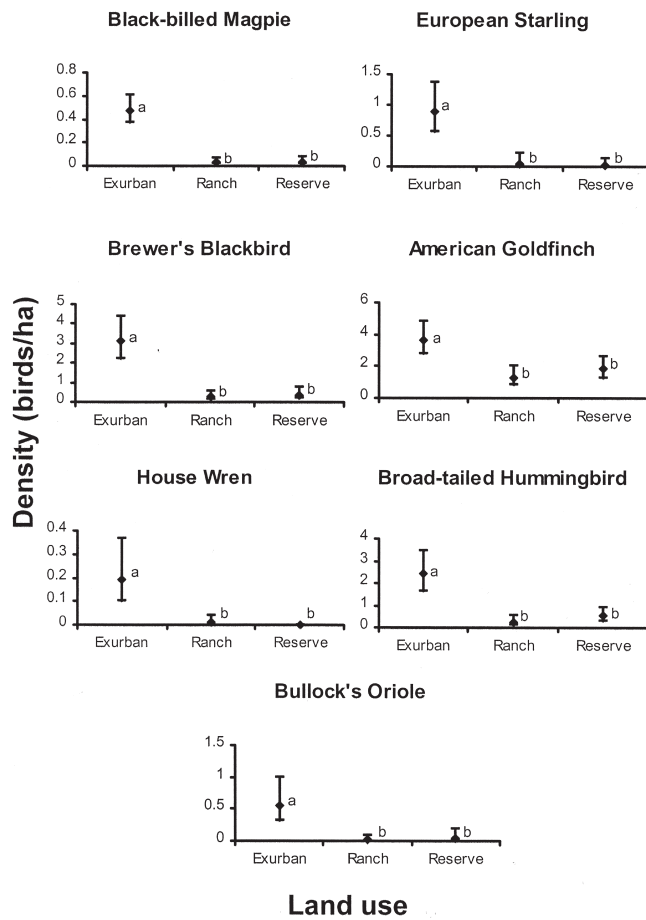 Black-billed Magpie
0.8
0.6
0.4
0.2
0
a
b
b
Exurban Ranch Reserve
European Starling
1.5
1
0.5
0
a
b
b
Exurban Ranch Reserve
Brewer's Blackbird
5
4
3
2
1
0
a
b
b
Exurban Ranch Reserve
American Goldfinch
6
4
2
0
a
b
b
Exurban Ranch Reserve
House Wren
0.4
0.3
0.2
0.1
0
a
b
b
Exurban Ranch Reserve
Broad-tailed Hummingbird
4
3
2
1
0
a
b
b
Exurban Ranch Reserve
Bullock's Oriole
1.5
1
0.5
0
a
b
b
Exurban Ranch Reserve
Density (birds/ha)
Land use